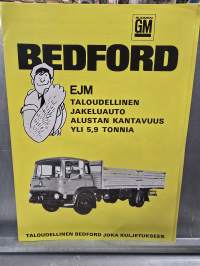 GM
BEDFORD
EJM
TALOUDELLINEN
JAKELUAUTO
ALUSTAN KANTAVUUS
YLI 5,9 TONNIA
TALOUDELLINEN BEDFORD JOKA KULJETUKSEEN